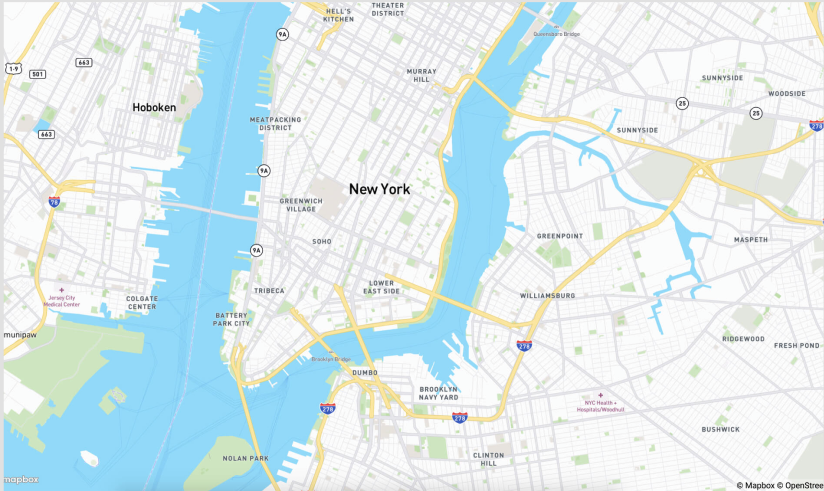 THEATER
DISTRICT
HELL'S
KITCHEN
Queensboro Bridge
9A
663
1-9
501
MURRAY
HILL
SUNNYSIDE
WOODSIDE
Hoboken
25
25
MEATPACKING
DISTRICT
278
SUNNYSIDE
663
9A
New York
78
GREENWICH
VILLAGE
SOHO
GREENPOINT
MASPETH
9A
LOWER
EAST SIDE
TRIBECA
Jersey City
Medical Center
COLGATE
CENTER
WILLIAMSBURG
BATTERY
PARK CITY
munipaw
RIDGEWOOD
FRESH POND
278
Brooklyn Bridge
DUMBO
BROOKLYN
NAVY YARD
NYC Health +
Hospitals/Woodhull
278
278
BUSHWICK
CLINTON
HILL
NOLAN PARK
mapbox
© Mapbox © OpenStree